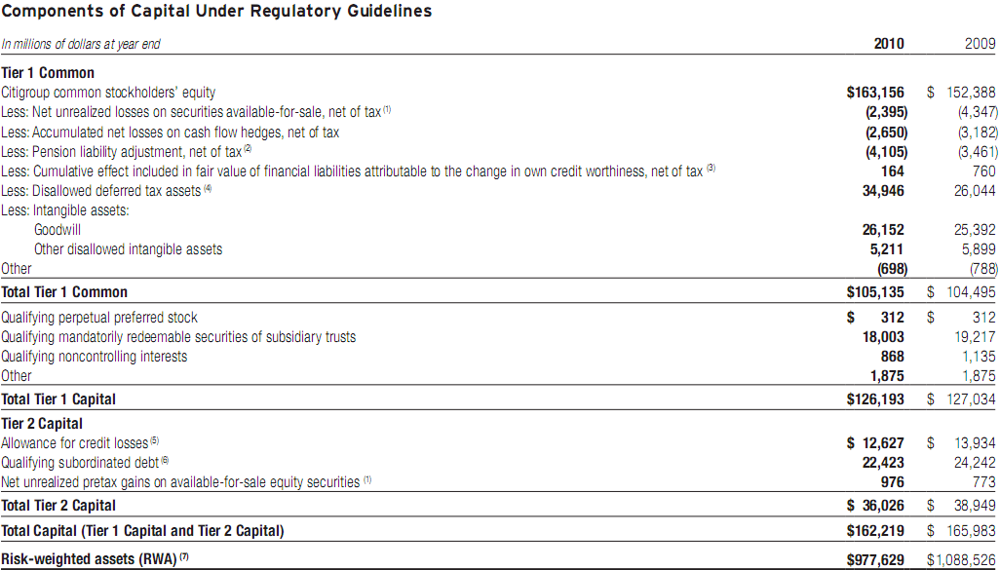 Components of Capital Under Regulatory Guidelines
In millions of dollars at year end 2010 2009
Tier 1 Common
Citigroup common stockholders' equity $163,156 $ 152,388
Less: Net unrealized losses on securities available-for-sale, net of tax (1) (2,395) (4,347)
Less: Accumulated net losses on cash flow hedges, net of tax (2,650) (3,182)
Less: Pension liability adjustment, net of tax (2) (4,105) (3,461)
Less: Cumulative effect included in fair value of financial liabilities attributable to the change in own credit worthiness, net of tax (3) 164 760
Less: Disallowed deferred tax assets (4) 34,946 26,044
Less: Intangible assets:
Goodwill 26,152 25,392
Other disallowed intangible assets 5,211 5,899
Other (698) (788)
Total Tier 1 Common $105,135 $ 104,495
Qualifying perpetual preferred stock $ 312 $ 312
Qualifying mandatorily redeemable securities of subsidiary trusts 18,003 19,217
Qualifying noncontrolling interests 868 1,135
Other 1,875 1,875
Total Tier 1 Capital $126,193 $ 127,034
Tier 2 Capital
Allowance for credit losses (5) $ 12,627 $ 13,934
Qualifying subordinated debt (6) 22,423 24,242
Net unrealized pretax gains on available-for-sale equity securities (1) 976 773
Total Tier 2 Capital $ 36,026 $ 38,949
Total Capital (Tier 1 Capital and Tier 2 Capital) $162,219 $ 165,983
Risk-weighted assets (RWA) (7) $977,629 $1,088,526